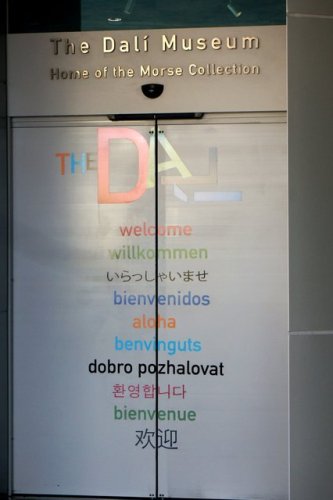 The Dalí Museum
Home of the Morse Collection
THE DALÍ
welcome
willkommen
いらっしゃいませ
bienvenidos
aloha
benvinguts
dobro pozhalovat
환영합니다
bienvenue
欢迎